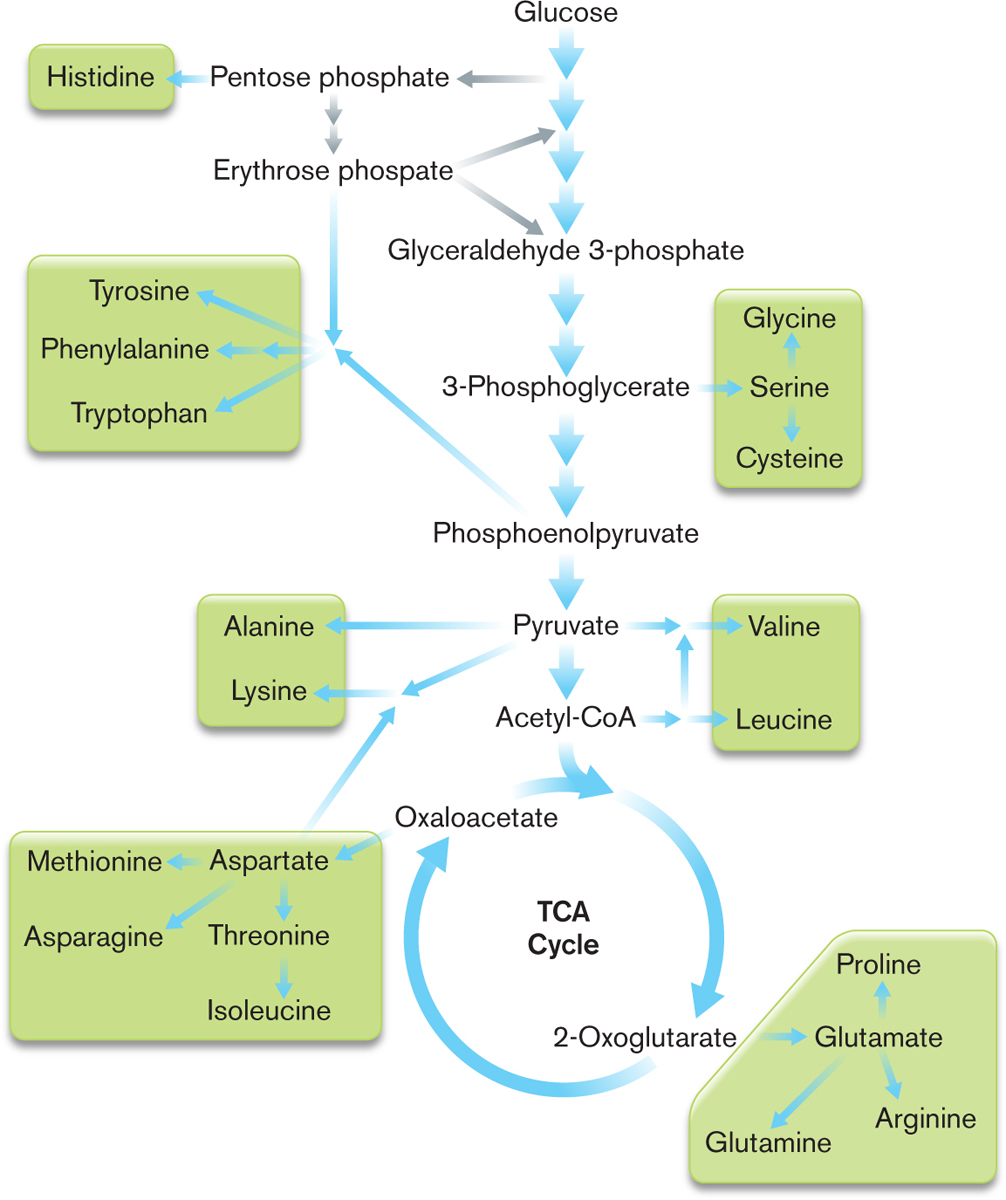 Glucose
Histidine
Pentose phosphate
Erythrose phospate
Glyceraldehyde 3-phosphate
Tyrosine
Phenylalanine
Tryptophan
Glycine
3-Phosphoglycerate
Serine
Cysteine
Phosphoenolpyruvate
Alanine
Pyruvate
Valine
Lysine
Acetyl-CoA
Leucine
Oxaloacetate
Methionine
Aspartate
Asparagine
Threonine
Isoleucine
TCA
Cycle
Proline
2-Oxoglutarate
Glutamate
Arginine
Glutamine